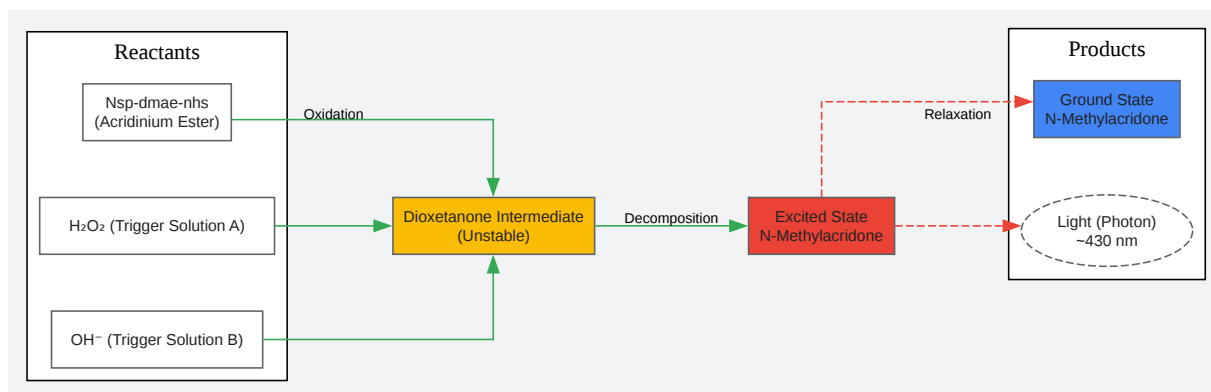 Reactants
Nsp-dmae-nhs
(Acridinium Ester)
H₂O₂ (Trigger Solution A)
OH⁻ (Trigger Solution B)
Oxidation
Dioxetanone Intermediate
(Unstable)
Decomposition
Excited State
N-Methylacridone
Relaxation
Products
Ground State
N-Methylacridone
Light (Photon)
~430 nm